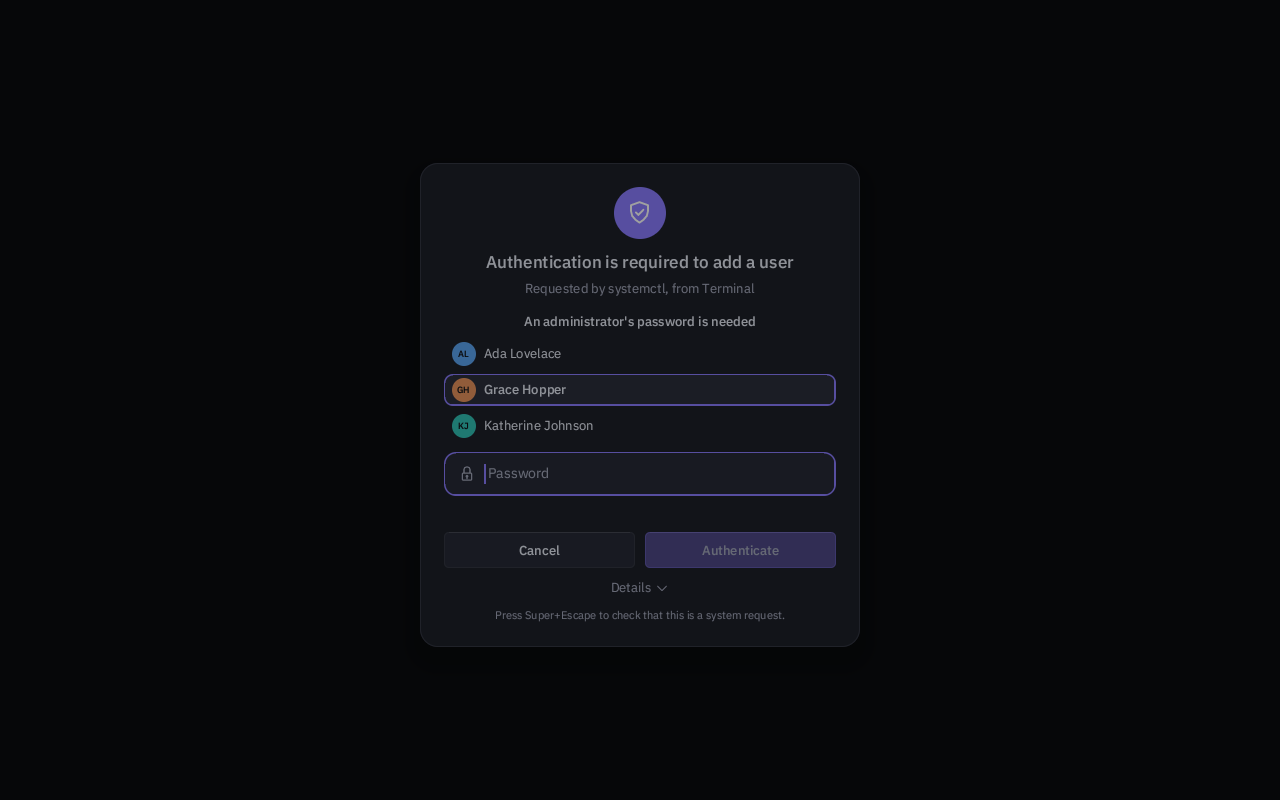 Authentication is required to add a user
Requested by systemctl, from Terminal
An administrator's password is needed
AL Ada Lovelace
GH Grace Hopper
KJ Katherine Johnson
Password
Cancel Authenticate
Details
Press Super+Escape to check that this is a system request.